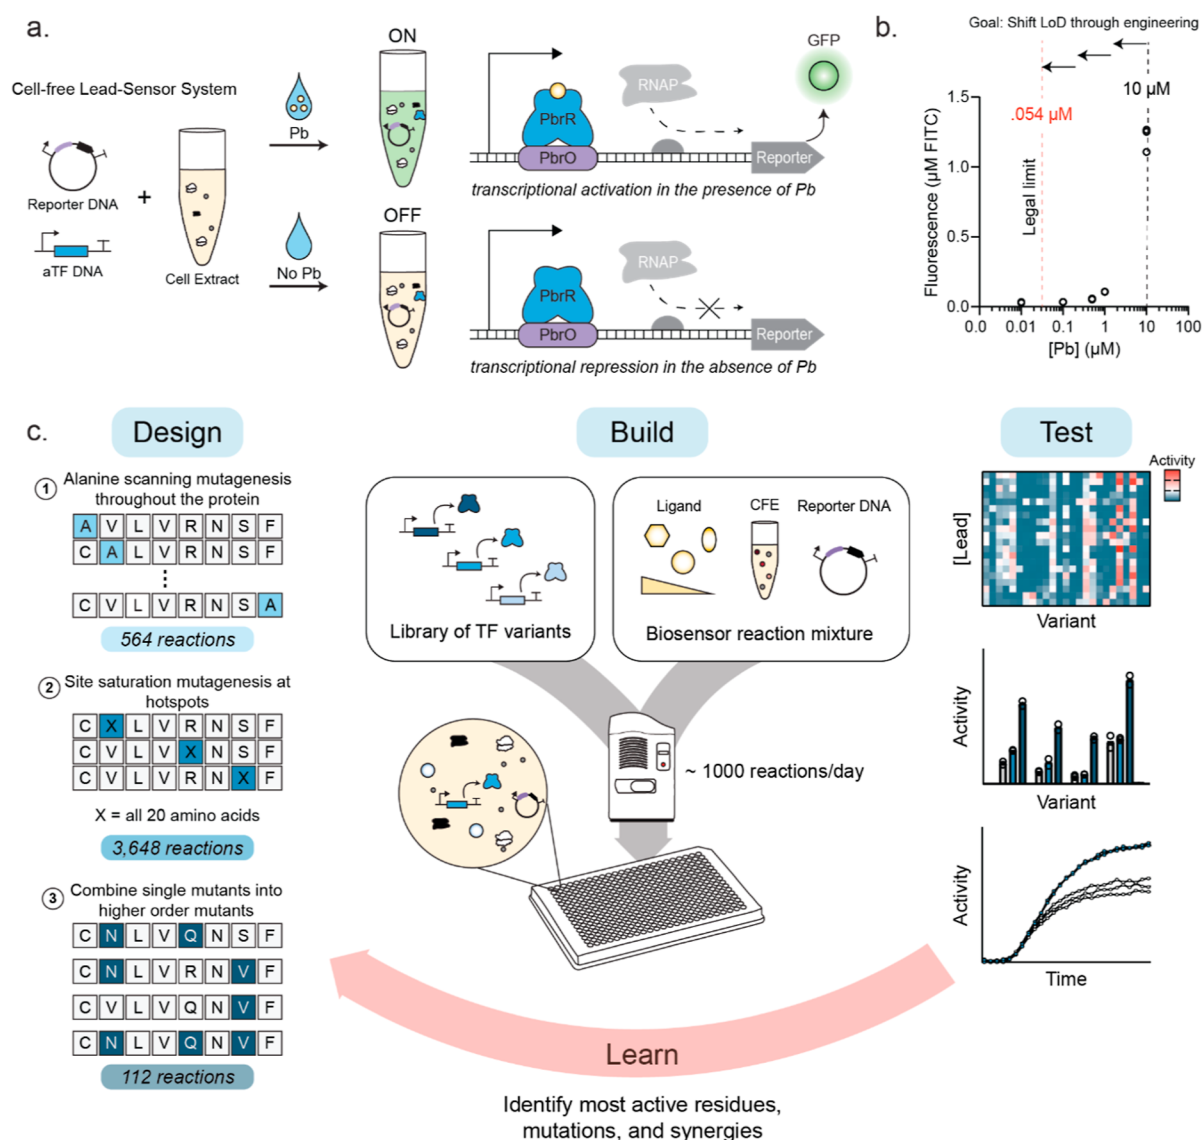 a.
Cell-free Lead-Sensor System
Reporter DNA
+
aTF DNA
Cell Extract
Pb
No Pb
ON
OFF
PbrR
PbrO
RNAP
Reporter
GFP
transcriptional activation in the presence of Pb
PbrR
PbrO
RNAP
Reporter
transcriptional repression in the absence of Pb
b.
Goal: Shift LoD through engineering
10 µM
.054 µM
Legal limit
Fluorescence (µM FITC)
1.5
1.0
0.5
0.0
0.0 0.01 0.1 1 10 100
[Pb] (µM)
c.
Design
1 Alanine scanning mutagenesis
throughout the protein
A V L V R N S F
C A L V R N S F
C V L V R N S A
564 reactions
2 Site saturation mutagenesis at
hotspots
C X L V R N S F
C V L V X N S F
C V L V R N X F
X = all 20 amino acids
3,648 reactions
3 Combine single mutants into
higher order mutants
C N L V Q N S F
C N L V R N V F
C V L V Q N V F
C N L V Q N V F
112 reactions
Build
Library of TF variants
Ligand CFE Reporter DNA
Biosensor reaction mixture
~ 1000 reactions/day
Test
Activity
[Lead]
Variant
Activity
Variant
Activity
Time
Learn
Identify most active residues,
mutations, and synergies